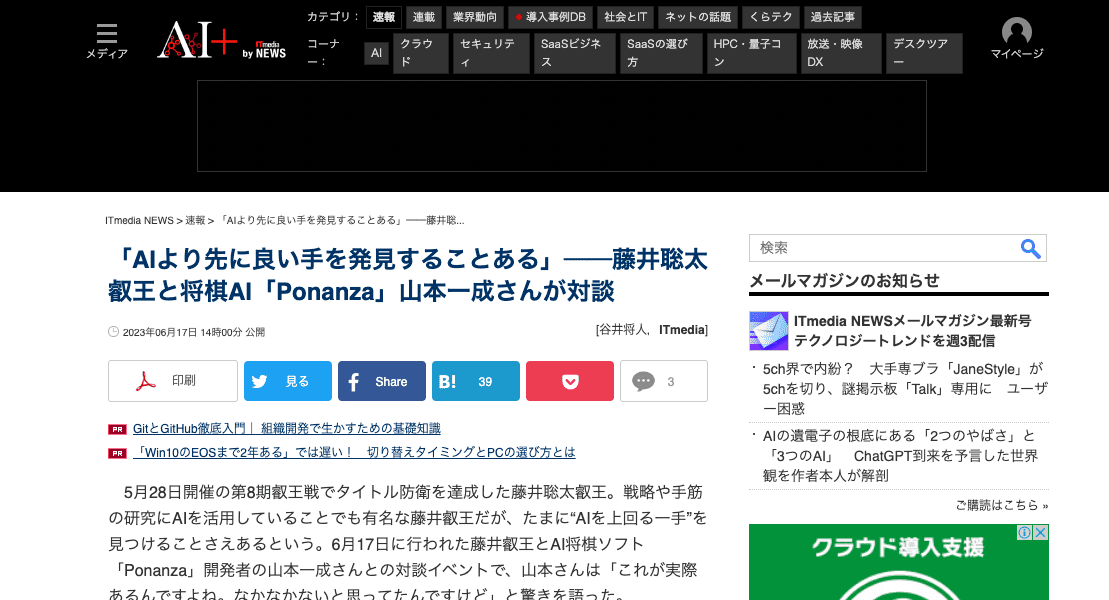 メディア
AI+ by ITmedia NEWS
カテゴリ：
速報
連載
業界動向
導入事例DB
社会とIT
ネットの話題
くらテク
過去記事
コーナー：
AI
クラウド
セキュリティ
SaaSビジネス
SaaSの選び方
HPC・量子コン
放送・映像DX
デスクツアー
マイページ
ITmedia NEWS > 速報 > 「AIより先に良い手を発見することある」――藤井聡...
「AIより先に良い手を発見することある」――藤井聡太
叡王と将棋AI「Ponanza」山本一成さんが対談
2023年06月17日 14時00分 公開
[谷井将人，ITmedia]
印刷
見る
Share
B! 39
3
PR GitとGitHub徹底入門｜ 組織開発で生かすための基礎知識
PR 「Win10のEOSまで2年ある」では遅い！　切り替えタイミングとPCの選び方とは
5月28日開催の第8期叡王戦でタイトル防衛を達成した藤井聡太叡王。戦略や手筋
の研究にAIを活用していることでも有名な藤井叡王だが、たまに“AIを上回る一手”を
見つけることさえあるという。6月17日に行われた藤井叡王とAI将棋ソフト
「Ponanza」開発者の山本一成さんとの対談イベントで、山本さんは「これが実際
あるんですよね。なかなかないと思ってたんですけど」と驚きを語った。
検索
メールマガジンのお知らせ
ITmedia NEWSメールマガジン最新号
テクノロジートレンドを週3配信
・5ch界で内紛？　大手専ブラ「JaneStyle」が
5chを切り、謎掲示板「Talk」専用に　ユーザ
ー困惑
・AIの遺電子の根底にある「2つのやばさ」と
「3つのAI」　ChatGPT到来を予言した世界
観を作者本人が解剖
ご購読はこちら »
クラウド導入支援